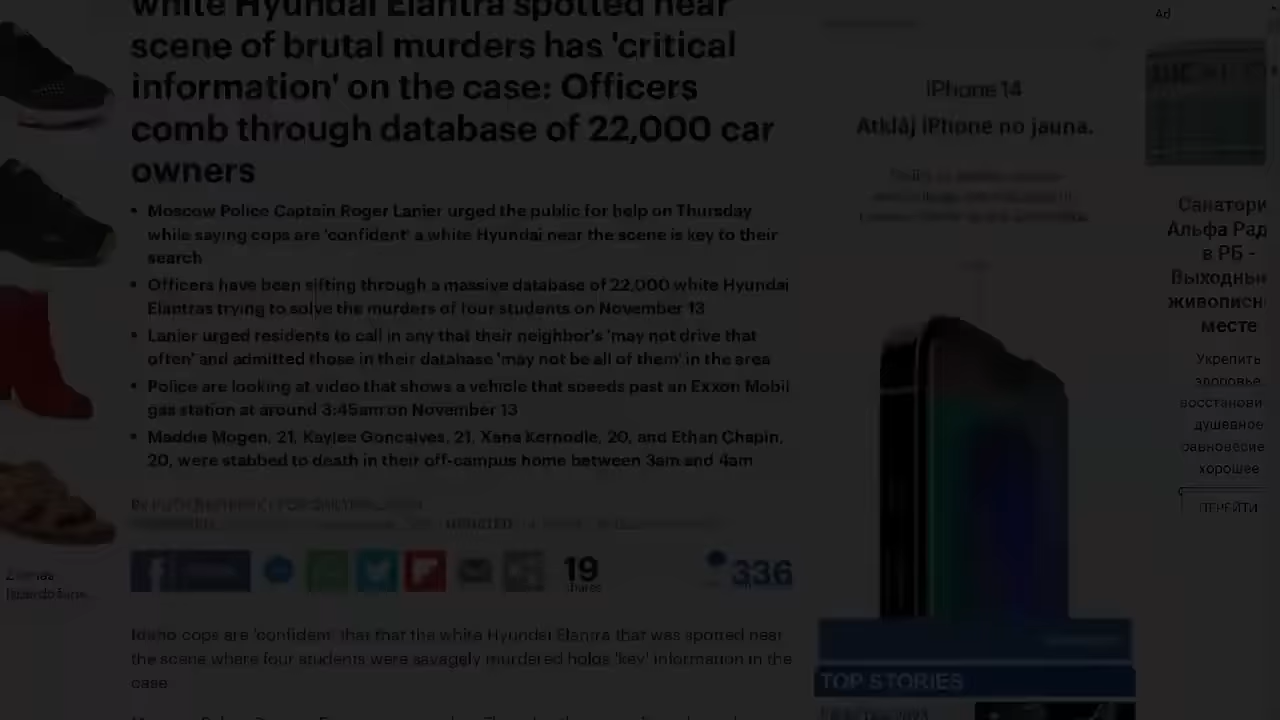 white Hyundai Elantra spotted near
scene of brutal murders has 'critical
information' on the case: Officers
comb through database of 22,000 car
owners
• Moscow Police Captain Roger Lanier urged the public for help on Thursday
while saying cops are 'confident' a white Hyundai near the scene is key to their
search
• Officers have been sifting through a massive database of 22,000 white Hyundai
Elantras trying to solve the murders of four students on November 13
• Lanier urged residents to call in any that their neighbor's 'may not drive that
often' and admitted those in their database 'may not be all of them' in the area
• Police are looking at video that shows a vehicle that speeds past an Exxon Mobil
gas station at around 3:45am on November 13
• Maddie Mogen, 21, Kaylee Goncalves, 21, Xana Kernodle, 20, and Ethan Chapin,
20, were stabbed to death in their off-campus home between 3am and 4am
BY
UPDATED
19
shares
336
Idaho cops are 'confident' that that the white Hyundai Elantra that was spotted near
the scene where four students were savagely murdered holds 'key' information in the
case
iPhone 14
Atklāj iPhone no jauna.
TOP STORIES
Ad
Санатори
Альфа Рад
в РБ -
Выходны
живописн
месте
Укрепить
здоровье
восстанови
душевное
равновесие
хорошее
ПЕРЕЙТИ